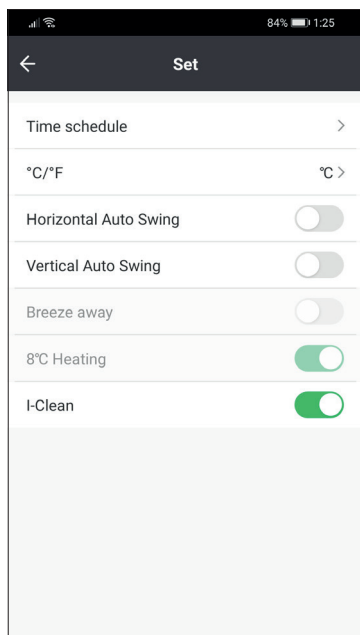 84% 1:25
Set
Time schedule
°C/°F ℃
Horizontal Auto Swing
Vertical Auto Swing
Breeze away
8℃ Heating
I-Clean